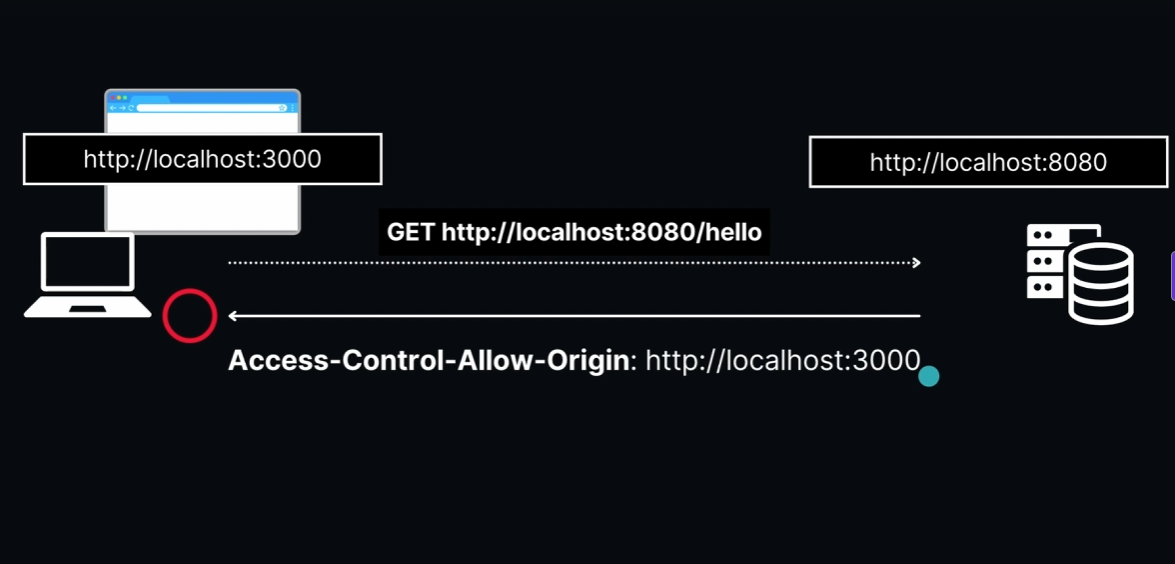 http://localhost:3000
http://localhost:8080
GET http://localhost:8080/hello
Access-Control-Allow-Origin: http://localhost:3000